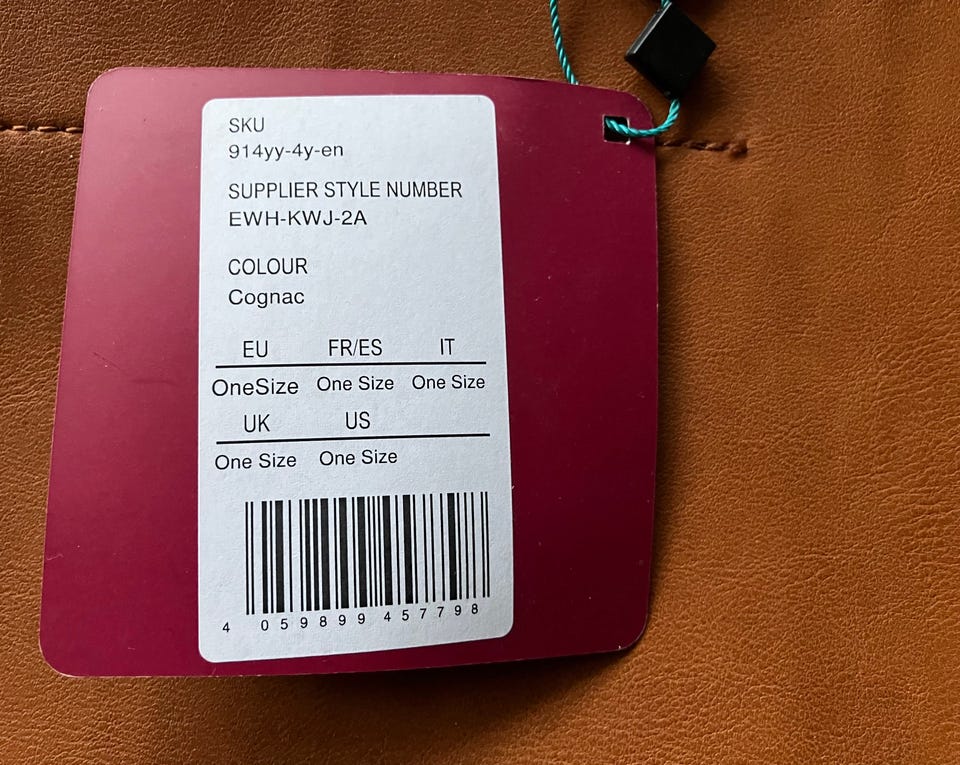 SKU
914yy-4y-en
SUPPLIER STYLE NUMBER
EWH-KWJ-2A
COLOUR
Cognac
EU FR/ES IT
OneSize One Size One Size
UK US
One Size One Size
4 059899 457798